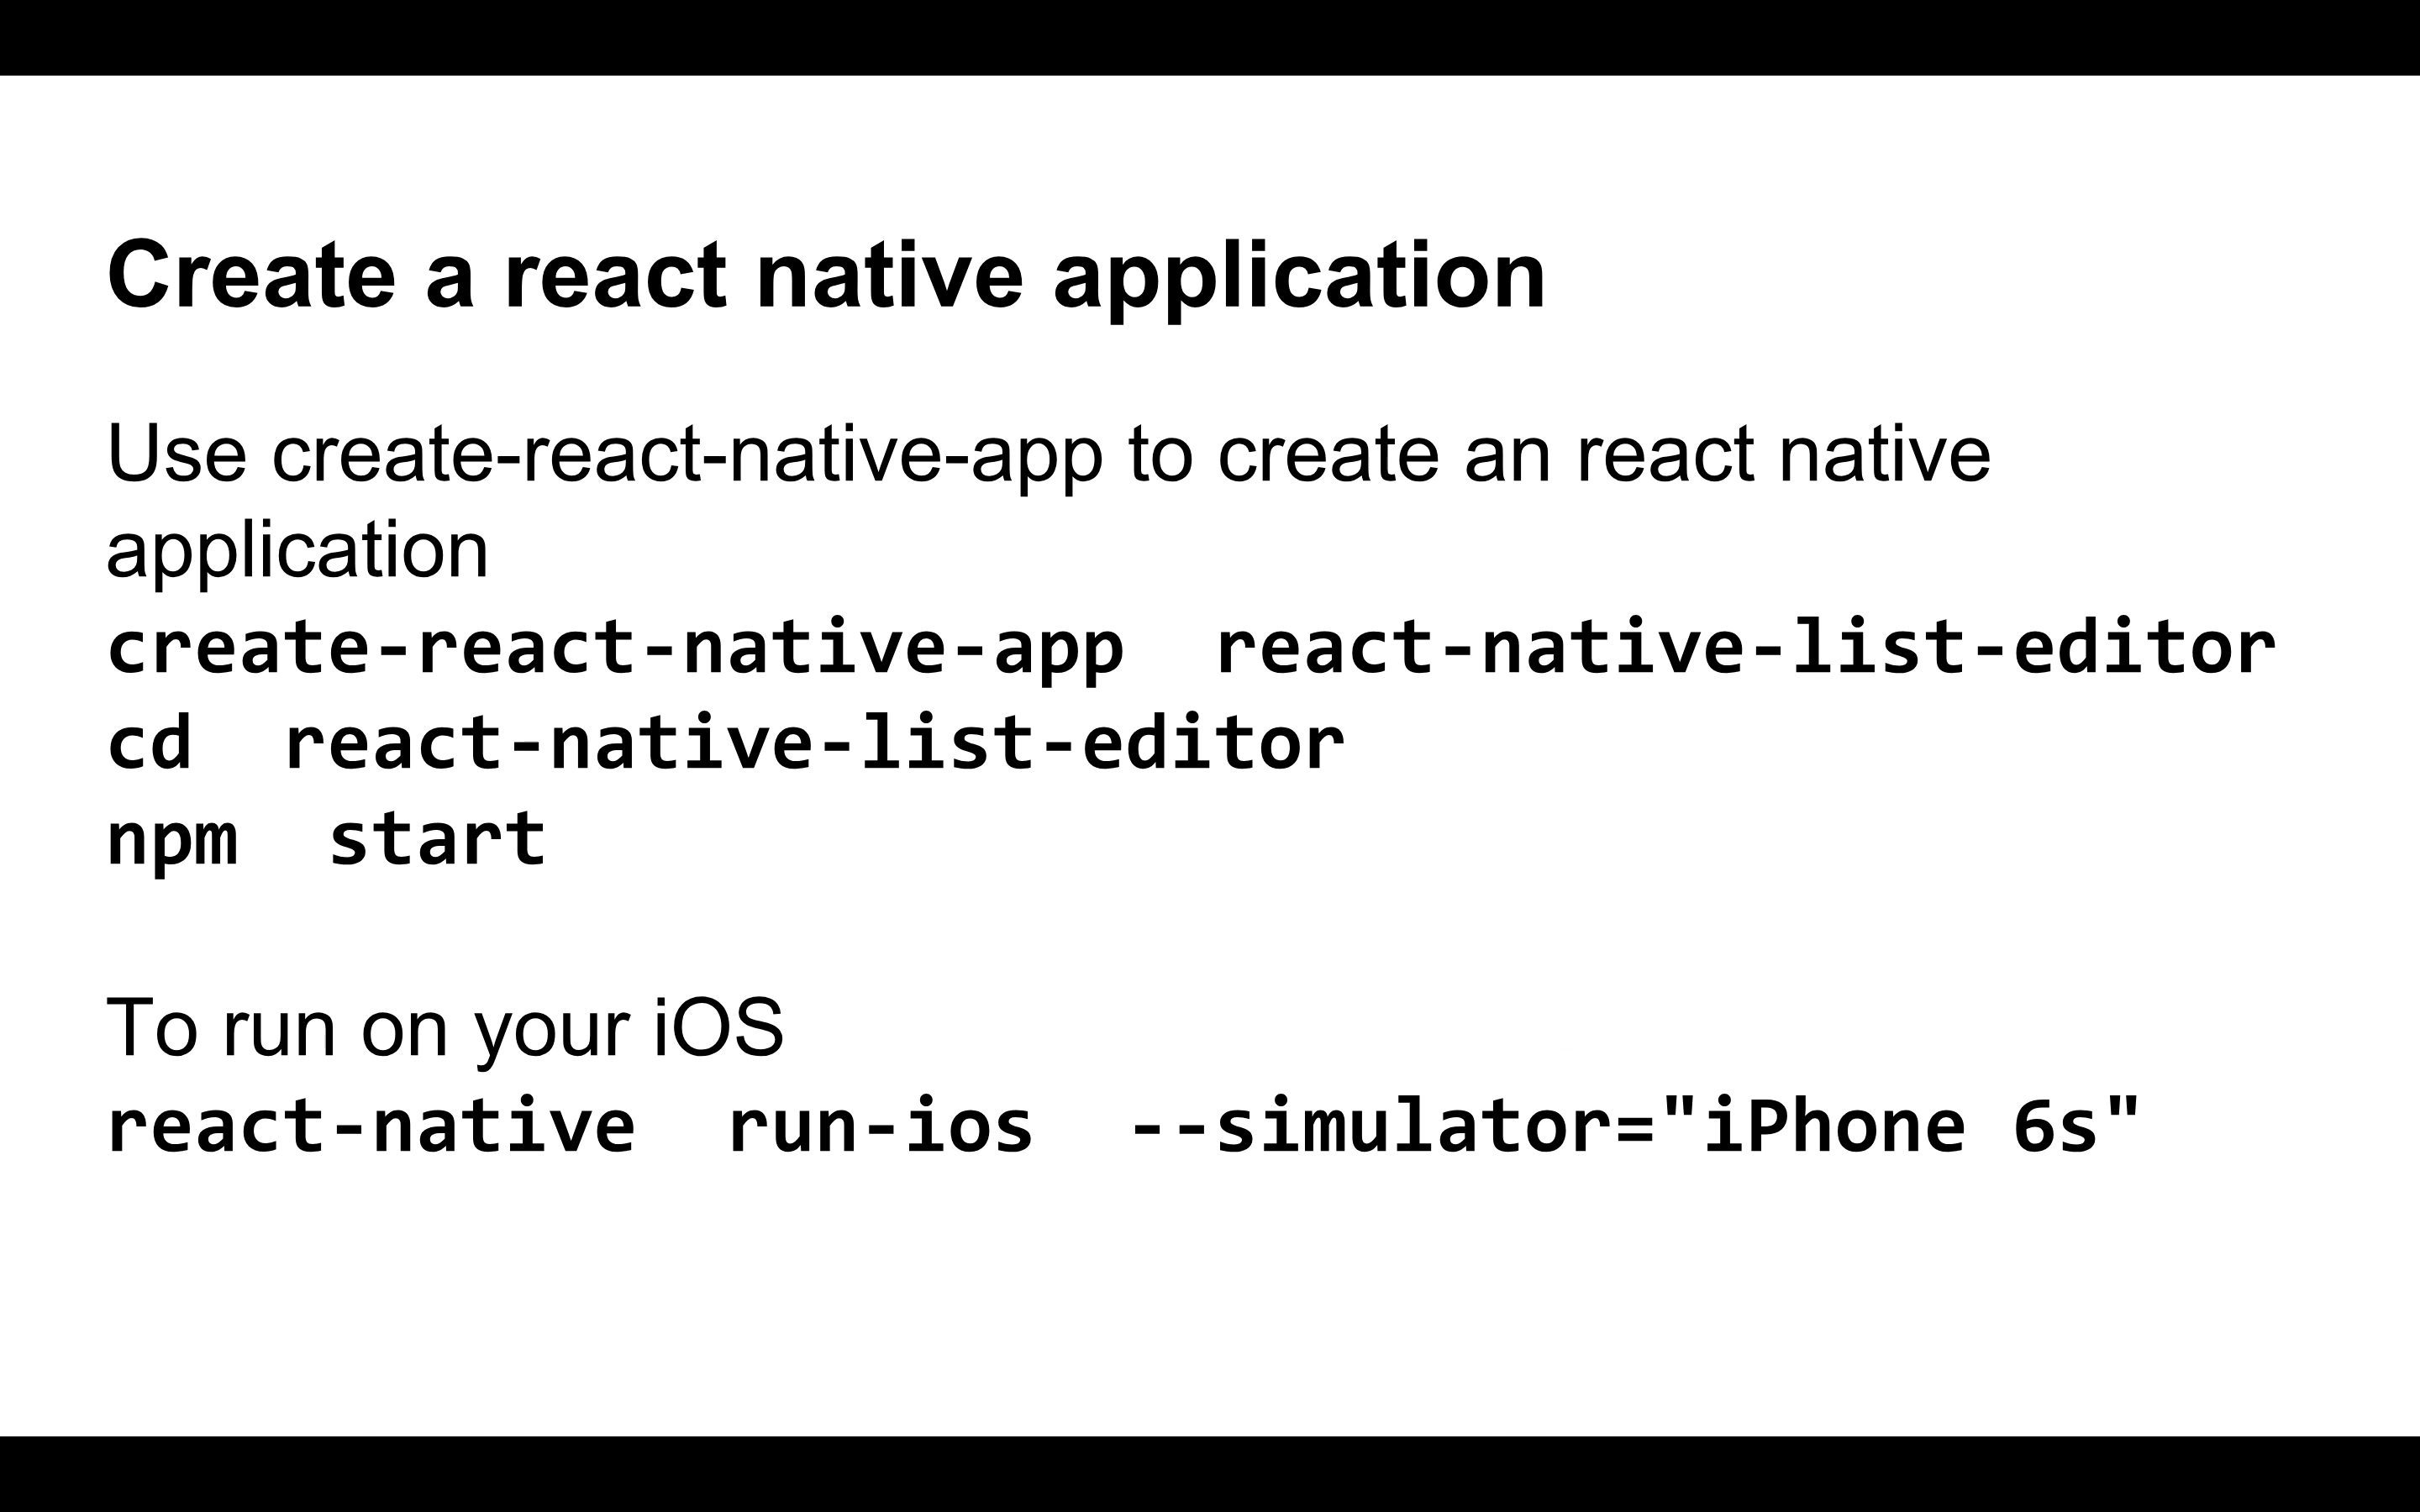 Create a react native application
Use create-react-native-app to create an react native
application
create-react-native-app  react-native-list-editor
cd  react-native-list-editor
npm  start
To run on your iOS
react-native  run-ios  --simulator="iPhone 6s"